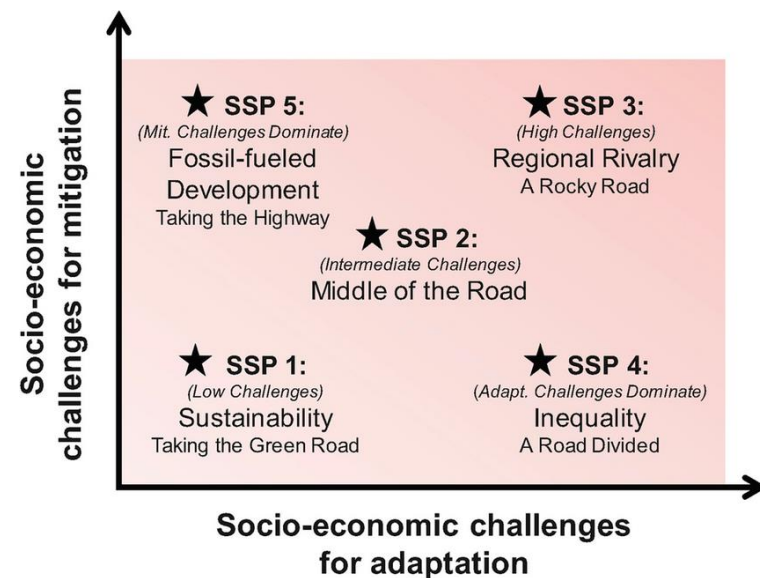 Socio-economic
challenges for mitigation
SSP 5:
(Mit. Challenges Dominate)
Fossil-fueled
Development
Taking the Highway
SSP 3:
(High Challenges)
Regional Rivalry
A Rocky Road
SSP 2:
(Intermediate Challenges)
Middle of the Road
SSP 1:
(Low Challenges)
Sustainability
Taking the Green Road
SSP 4:
(Adapt. Challenges Dominate)
Inequality
A Road Divided
Socio-economic challenges
for adaptation